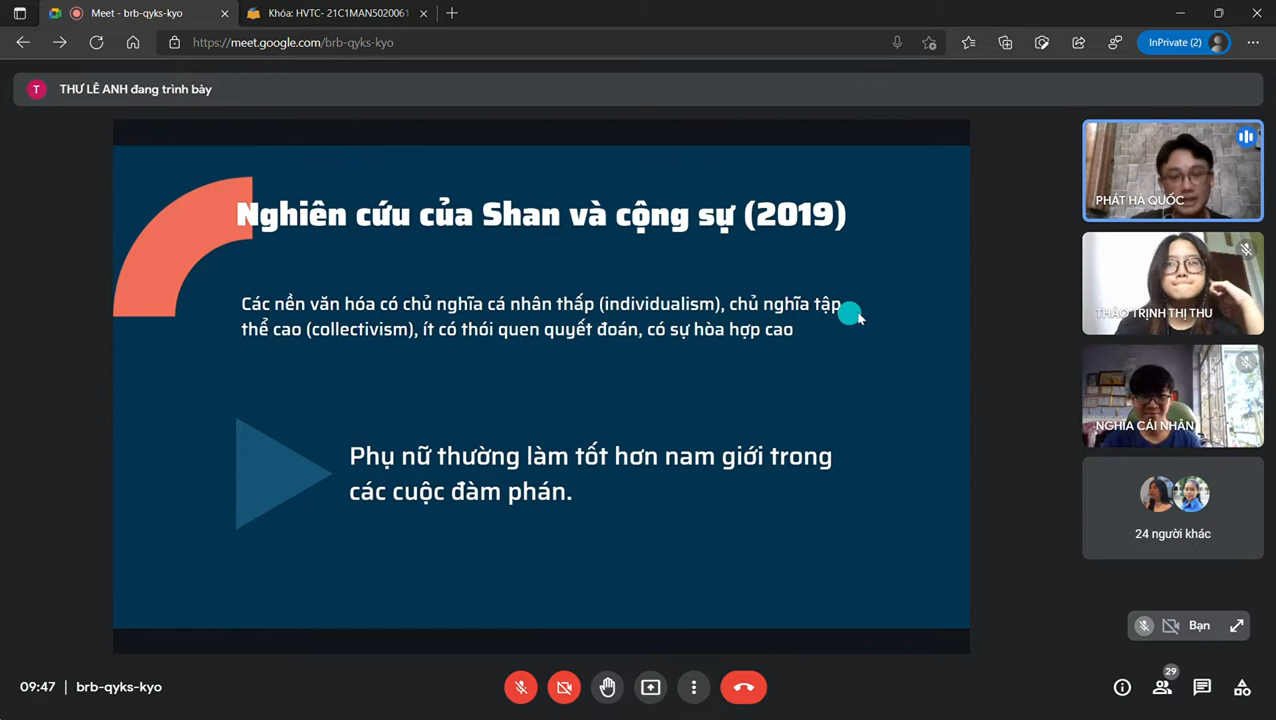 Meet - brb-qyks-kyo
Khóa: HVTC- 21C1MAN5020061
https://meet.google.com/brb-qyks-kyo
InPrivate (2)
T
THƯ LÊ ANH đang trình bày
Nghiên cứu của Shan và cộng sự (2019)
Các nền văn hóa có chủ nghĩa cá nhân thấp (individualism), chủ nghĩa tập
thể cao (collectivism), ít có thói quen quyết đoán, có sự hòa hợp cao
Phụ nữ thường làm tốt hơn nam giới trong
các cuộc đàm phán.
PHÁT HÀ QUỐC
THẢO TRỊNH THỊ THU
NGHĨA CÁI NHÂN
24 người khác
Bạn
09:47 | brb-qyks-kyo
29